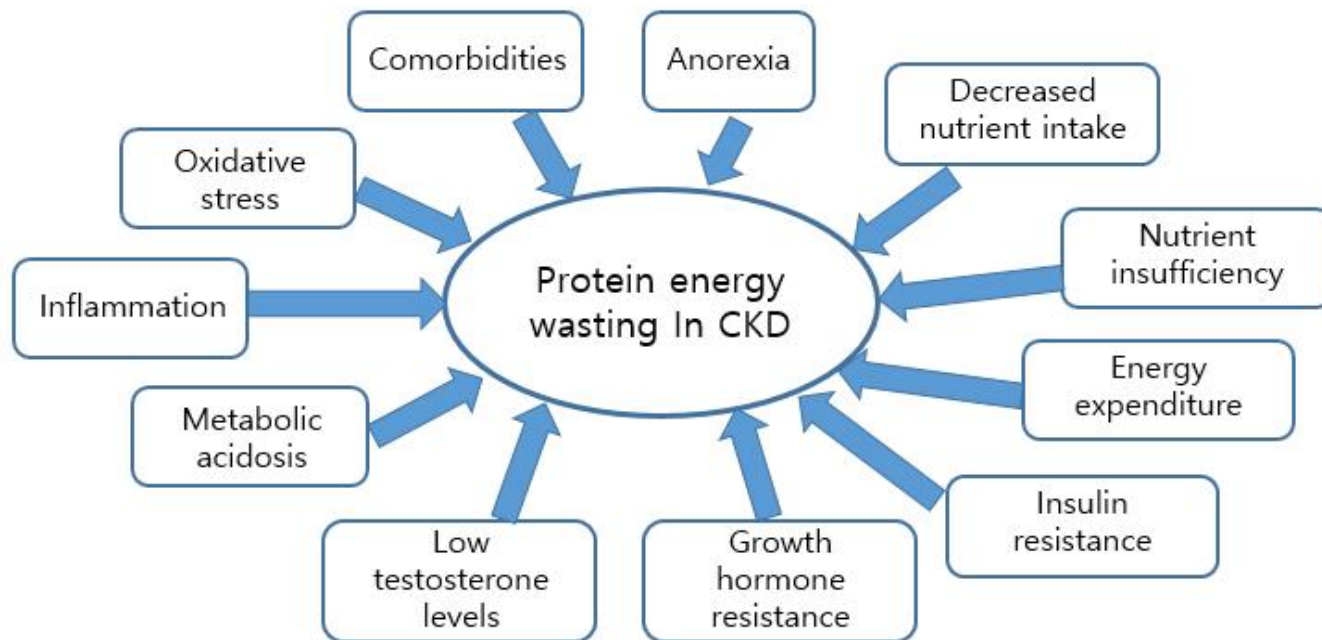 Comorbidities
Anorexia
Decreased
nutrient intake
Oxidative
stress
Nutrient
insufficiency
Inflammation
Protein energy
wasting In CKD
Energy
expenditure
Metabolic
acidosis
Insulin
resistance
Low
testosterone
levels
Growth
hormone
resistance